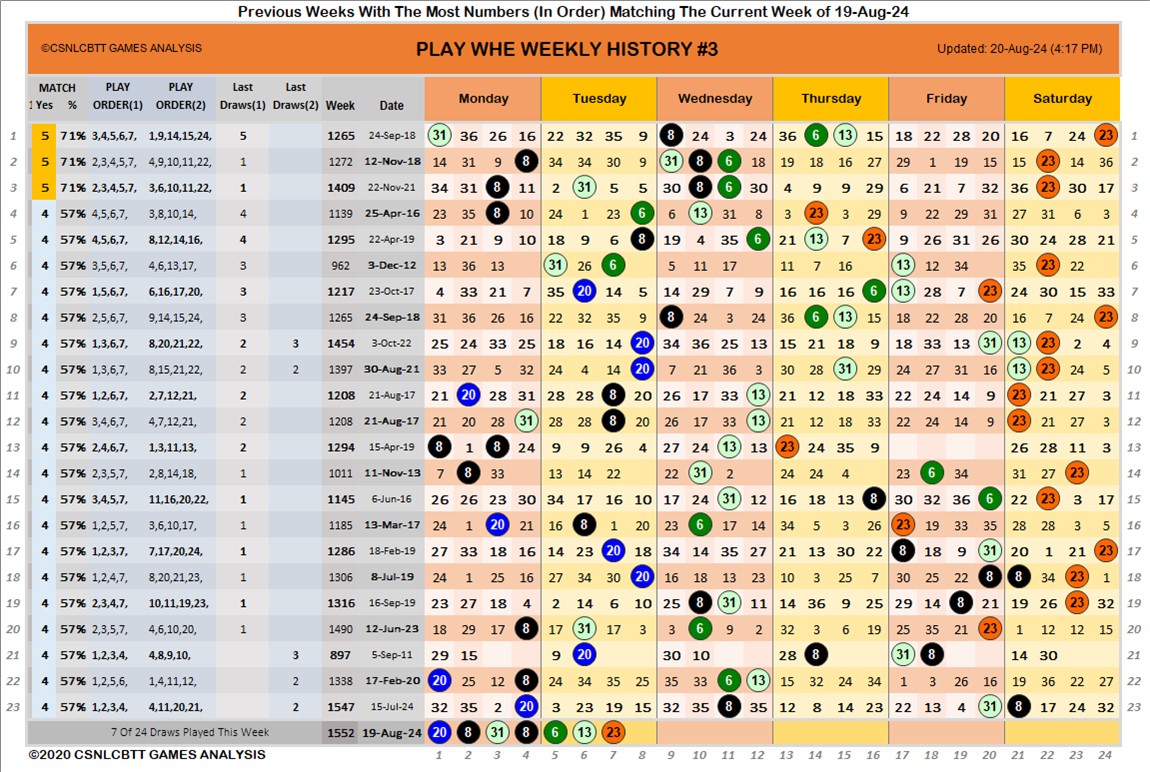 Previous Weeks With The Most Numbers (In Order) Matching The Current Week of 19-Aug-24
©CSNLCBTT GAMES ANALYSIS PLAY WHE WEEKLY HISTORY #3 Updated: 20-Aug-24 (4:17 PM)
MATCH PLAY PLAY Last Last
1 Yes % ORDER(1) ORDER(2) Draws(1) Draws(2) Week Date Monday Tuesday Wednesday Thursday Friday Saturday
1 5 71% 3,4,5,6,7, 1,9,14,15,24, 5 1265 24-Sep-18 31 36 26 16 22 32 35 9 8 24 3 24 36 6 13 15 18 22 28 20 16 7 24 23 1
2 5 71% 2,3,4,5,7, 4,9,10,11,22, 1 1272 12-Nov-18 14 31 9 8 34 34 30 9 31 8 6 18 19 18 16 27 29 1 19 15 15 23 14 36 2
3 5 71% 2,3,4,5,7, 3,6,10,11,22, 1 1409 22-Nov-21 34 31 8 11 2 31 5 5 30 8 6 30 4 9 9 29 6 21 7 32 36 23 30 17 3
4 4 57% 4,5,6,7, 3,8,10,14, 4 1139 25-Apr-16 23 35 8 10 24 1 23 6 6 13 31 8 3 23 3 29 9 22 29 31 27 31 6 3 4
5 4 57% 4,5,6,7, 8,12,14,16, 4 1295 22-Apr-19 3 21 9 10 18 9 6 8 19 4 35 6 21 13 7 23 9 26 31 26 30 24 28 21 5
6 4 57% 3,5,6,7, 4,6,13,17, 3 962 3-Dec-12 13 36 13 31 26 6 5 11 17 11 7 16 13 12 34 35 23 22 6
7 4 57% 1,5,6,7, 6,16,17,20, 3 1217 23-Oct-17 4 33 21 7 35 20 14 5 14 29 7 9 16 16 16 6 13 28 7 23 24 30 15 33 7
8 4 57% 2,5,6,7, 9,14,15,24, 3 1265 24-Sep-18 31 36 26 16 22 32 35 9 8 24 3 24 36 6 13 15 18 22 28 20 16 7 24 23 8
9 4 57% 1,3,6,7, 8,20,21,22, 2 3 1454 3-Oct-22 25 24 33 25 18 16 14 20 34 36 25 13 15 21 18 9 18 33 13 31 13 23 2 4 9
10 4 57% 1,3,6,7, 8,15,21,22, 2 2 1397 30-Aug-21 33 27 5 32 24 4 14 20 7 21 36 3 30 28 31 29 24 27 31 16 13 23 24 5 10
11 4 57% 1,2,6,7, 2,7,12,21, 2 1208 21-Aug-17 21 20 28 31 28 28 8 20 26 17 33 13 21 12 18 33 22 24 14 9 23 21 27 3 11
12 4 57% 3,4,6,7, 4,7,12,21, 2 1208 21-Aug-17 21 20 28 31 28 28 8 20 26 17 33 13 21 12 18 33 22 24 14 9 23 21 27 3 12
13 4 57% 2,4,6,7, 1,3,11,13, 2 1294 15-Apr-19 8 1 8 24 9 9 26 4 27 24 13 13 23 24 35 9 26 28 11 3 13
14 4 57% 2,3,5,7, 2,8,14,18, 1 1011 11-Nov-13 7 8 33 13 14 22 22 31 2 24 24 4 23 6 34 31 27 23 14
15 4 57% 3,4,5,7, 11,16,20,22, 1 1145 6-Jun-16 26 26 23 30 34 17 16 10 17 24 31 12 16 18 13 8 30 32 36 6 22 23 3 17 15
16 4 57% 1,2,5,7, 3,6,10,17, 1 1185 13-Mar-17 24 1 20 21 16 8 1 20 23 6 17 14 34 5 3 26 23 19 33 35 28 28 3 5 16
17 4 57% 1,2,3,7, 7,17,20,24, 1 1286 18-Feb-19 27 33 18 16 14 23 20 18 34 14 35 27 21 13 30 22 8 18 9 31 20 1 21 23 17
18 4 57% 1,2,4,7, 8,20,21,23, 1 1306 8-Jul-19 24 1 25 16 27 34 30 20 16 18 13 23 10 3 25 7 30 25 22 8 8 34 23 1 18
19 4 57% 2,3,4,7, 10,11,19,23, 1 1316 16-Sep-19 23 27 18 4 2 14 6 10 25 8 31 11 14 36 9 25 29 14 8 21 19 26 23 32 19
20 4 57% 2,3,5,7, 4,6,10,20, 1 1490 12-Jun-23 18 29 17 8 17 31 17 3 3 6 9 2 32 3 6 19 25 35 21 23 1 12 12 15 20
21 4 57% 1,2,3,4, 4,8,9,10, 3 897 5-Sep-11 29 15 9 20 30 10 28 8 31 8 14 30 21
22 4 57% 1,2,5,6, 1,4,11,12, 2 1338 17-Feb-20 20 25 12 8 24 34 35 25 35 33 6 13 15 32 24 34 1 3 26 16 19 36 22 27 22
23 4 57% 1,2,3,4, 4,11,20,21, 2 1547 15-Jul-24 32 35 2 20 3 23 19 15 32 35 8 35 12 8 14 23 22 13 4 31 8 17 24 32 23
7 Of 24 Draws Played This Week 1552 19-Aug-24 20 8 31 8 6 13 23
©2020 CSNLCBTT GAMES ANALYSIS 1 2 3 4 5 6 7 8 9 10 11 12 13 14 15 16 17 18 19 20 21 22 23 24